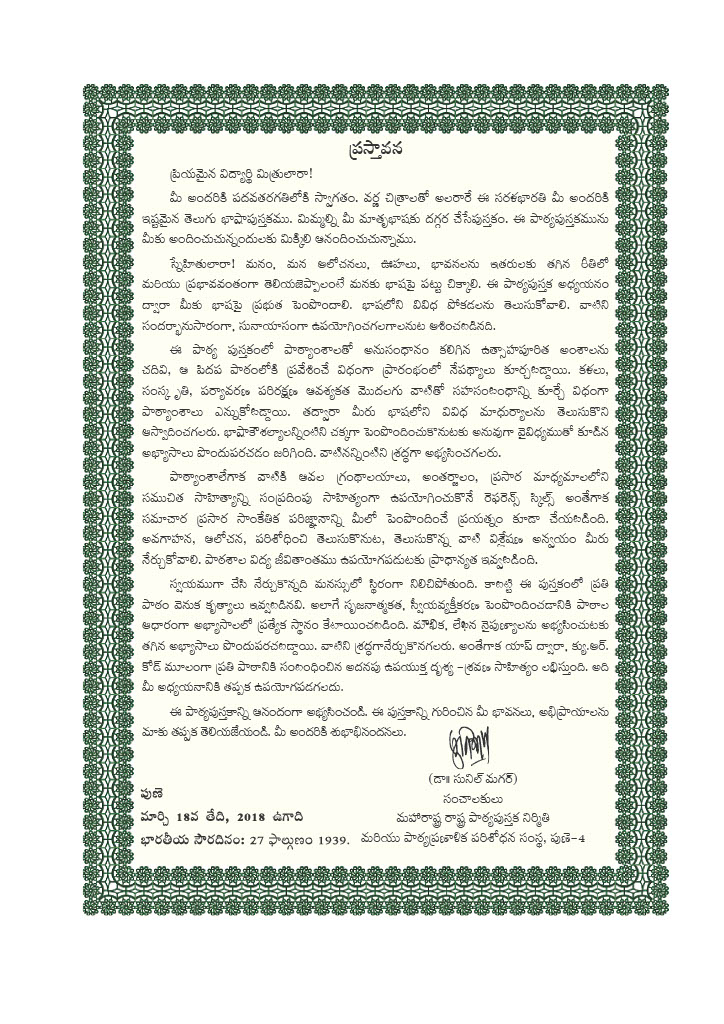 ప్రస్తావన
ప్రియమైన విద్యార్థి మిత్రులారా!
మీ అందరికి పదవతరగతిలోకి స్వాగతం. వర్ణ చిత్రాలతో అలరారే ఈ సరళభారతి మీ అందరికి
ఇష్టమైన తెలుగు భాషాపుస్తకము. మిమ్మల్ని మీ మాతృభాషకు దగ్గర చేసేపుస్తకం. ఈ పాఠ్యపుస్తకమును
మీకు అందించుచున్నందులకు మిక్కిలి ఆనందించుచున్నాము.
స్నేహితులారా! మనం, మన ఆలోచనలు, ఊహలు, భావనలను ఇతరులకు తగిన రీతిలో
మరియు ప్రభావవంతంగా తెలియజెప్పాలంటే మనకు భాషపై పట్టు చిక్కాలి. ఈ పాఠ్యపుస్తక అధ్యయనం
ద్వారా మీకు భాషపై ప్రభుత పెంపొందాలి. భాషలోని వివిధ పోకడలను తెలుసుకోవాలి. వాటిని
సందర్భానుసారంగా, సునాయాసంగా ఉపయోగించగలగాలనుట ఆశించబడినది.
ఈ పాఠ్య పుస్తకంలో పాఠ్యాంశాలతో అనుసంధానం కలిగిన ఉత్సాహపూరిత అంశాలను
చదివి, ఆ పిదప పాఠంలోకి ప్రవేశించే విధంగా ప్రారంభంలో నేపథ్యాలు కూర్చబడ్డాయి. కళలు,
సంస్కృతి, పర్యావరణ పరిరక్షణ ఆవశ్యకత మొదలగు వాటితో సహసంబంధాన్ని కూర్చే విధంగా
పాఠ్యాంశాలు ఎన్నుకోబడ్డాయి. తద్వారా మీరు భాషలోని వివిధ మాధుర్యాలను తెలుసుకొని
ఆస్వాదించగలరు. భాషాకౌశల్యాలన్నింటిని చక్కగా పెంపొందించుకొనుటకు అనువుగా వైవిధ్యముతో కూడిన
అభ్యాసాలు పొందుపరచడం జరిగింది. వాటినన్నింటిని శ్రద్ధగా అభ్యసించగలరు.
పాఠ్యాంశాలేగాక వాటికి ఆవల గ్రంథాలయాలు, అంతర్జాలం, ప్రసార మాధ్యమాలలోని
సముచిత సాహిత్యాన్ని సంప్రదింపు సాహిత్యంగా ఉపయోగించుకొనే రెఫరెన్స్ స్కిల్స్ అంతేగాక
సమాచార ప్రసార సాంకేతిక పరిజ్ఞానాన్ని మీలో పెంపొందించే ప్రయత్నం కూడా చేయబడింది.
అవగాహన, ఆలోచన, పరిశోధించి తెలుసుకొనుట, తెలుసుకొన్న వాటి విశ్లేషణ అన్వయం మీరు
నేర్చుకోవాలి. పాఠశాల విద్య జీవితాంతము ఉపయోగపడుటకు ప్రాధాన్యత ఇవ్వబడింది.
స్వయముగా చేసి నేర్చుకొన్నది మనస్సులో స్థిరంగా నిలిచిపోతుంది. కాబట్టి ఈ పుస్తకంలో ప్రతి
పాఠం వెనుక కృత్యాలు ఇవ్వబడినవి. అలాగే సృజనాత్మకత, స్వీయవ్యక్తీకరణ పెంపొందించడానికి పాఠాల
ఆధారంగా అభ్యాసాలలో ప్రత్యేక స్థానం కేటాయించబడింది. మౌఖిక, లేఖన నైపుణ్యాలను అభ్యసించుటకు
తగిన అభ్యాసాలు పొందుపరచబడ్డాయి. వాటిని శ్రద్ధగానేర్చుకొనగలరు. అంతేగాక యాప్ ద్వారా, క్యు.ఆర్.
కోడ్ మూలంగా ప్రతి పాఠానికి సంబంధించిన అదనపు ఉపయుక్త దృశ్య -శ్రవణ సాహిత్యం లభిస్తుంది. అది
మీ అధ్యయనానికి తప్పక ఉపయోగపడగలదు.
ఈ పాఠ్యపుస్తకాన్ని ఆనందంగా అభ్యసించండి. ఈ పుస్తకాన్ని గురించిన మీ భావనలు, అభిప్రాయాలను
మాకు తప్పక తెలియజేయండి. మీ అందరికి శుభాభినందనలు.
(డా॥ సునిల్ మగర్)
సంచాలకులు
మహారాష్ట్ర రాష్ట్ర పాఠ్యపుస్తక నిర్మితి
మరియు పాఠ్యప్రణాళిక పరిశోధన సంస్థ, పుణె-4
పుణె
మార్చి 18వ తేది, 2018 ఉగాది
భారతీయ సౌరదినం: 27 ఫాల్గుణం 1939.